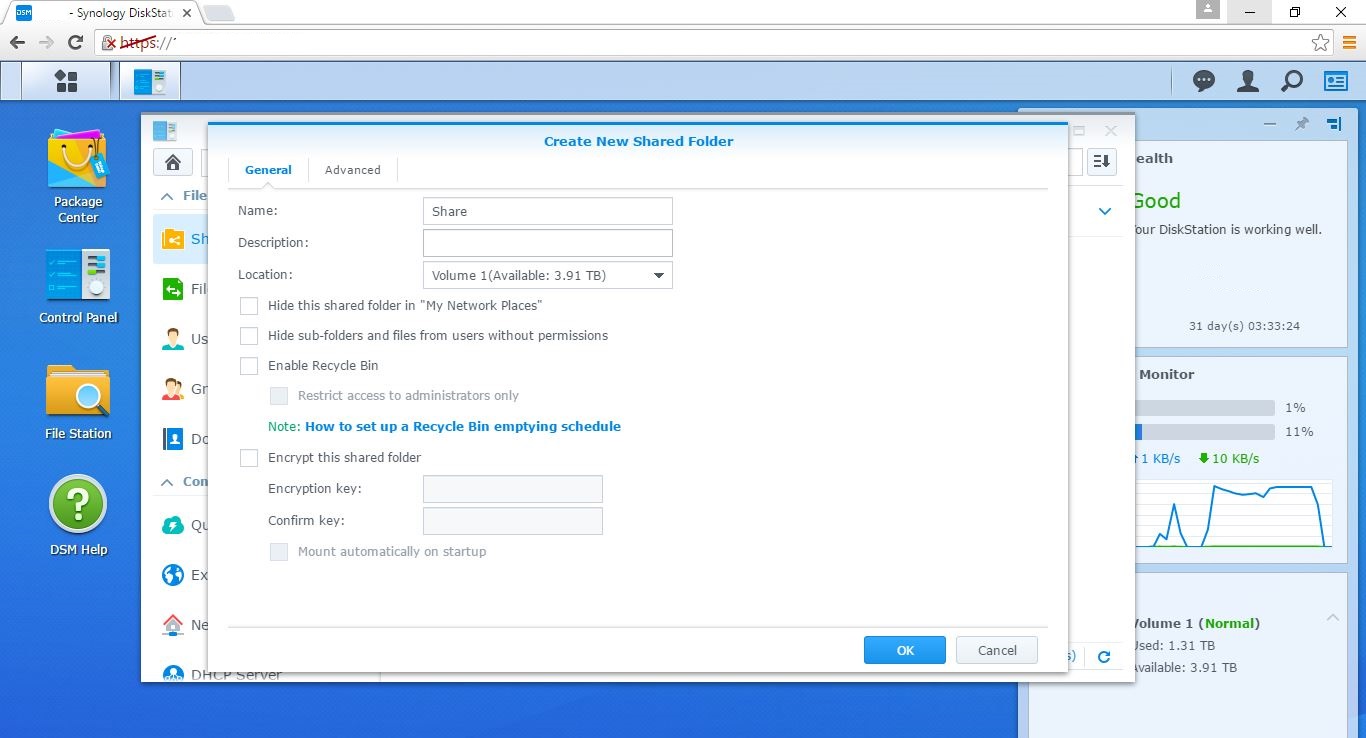 DSM
- Synology DiskStat
https://
Package
Center
Control Panel
File Station
DSM Help
File
Sh
Fil
Us
Gr
Do
Con
Qu
Ex
Ne
DHCP Server
Create New Shared Folder
General Advanced
Name: Share
Description:
Location: Volume 1(Available: 3.91 TB)
Hide this shared folder in "My Network Places"
Hide sub-folders and files from users without permissions
Enable Recycle Bin
Restrict access to administrators only
Note: How to set up a Recycle Bin emptying schedule
Encrypt this shared folder
Encryption key:
Confirm key:
Mount automatically on startup
OK Cancel
s)
ealth
Good
our DiskStation is working well.
31 day(s) 03:33:24
Monitor
1%
11%
1 KB/s 10 KB/s
Volume 1 (Normal)
Used: 1.31 TB
Available: 3.91 TB